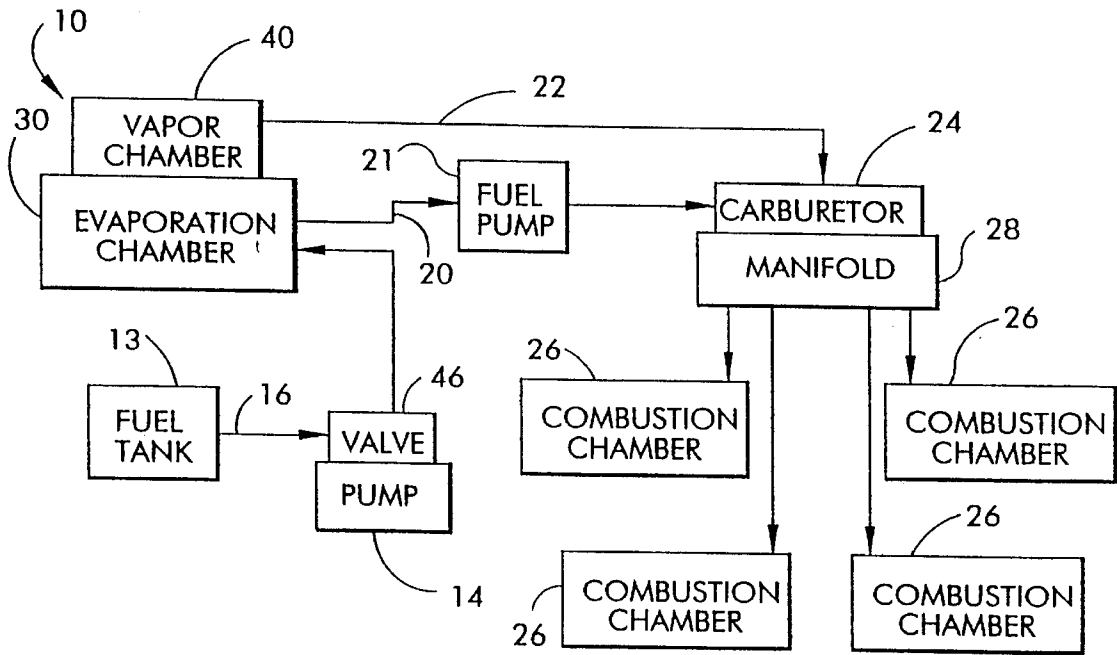 10
40
22
30
VAPOR
CHAMBER
24
21
FUEL
PUMP
CARBURETOR
EVAPORATION
CHAMBER
28
MANIFOLD
20
13
26
26
46
16
FUEL
TANK
VALVE
COMBUSTION
CHAMBER
COMBUSTION
CHAMBER
PUMP
26
14
COMBUSTION
CHAMBER
COMBUSTION
CHAMBER
26